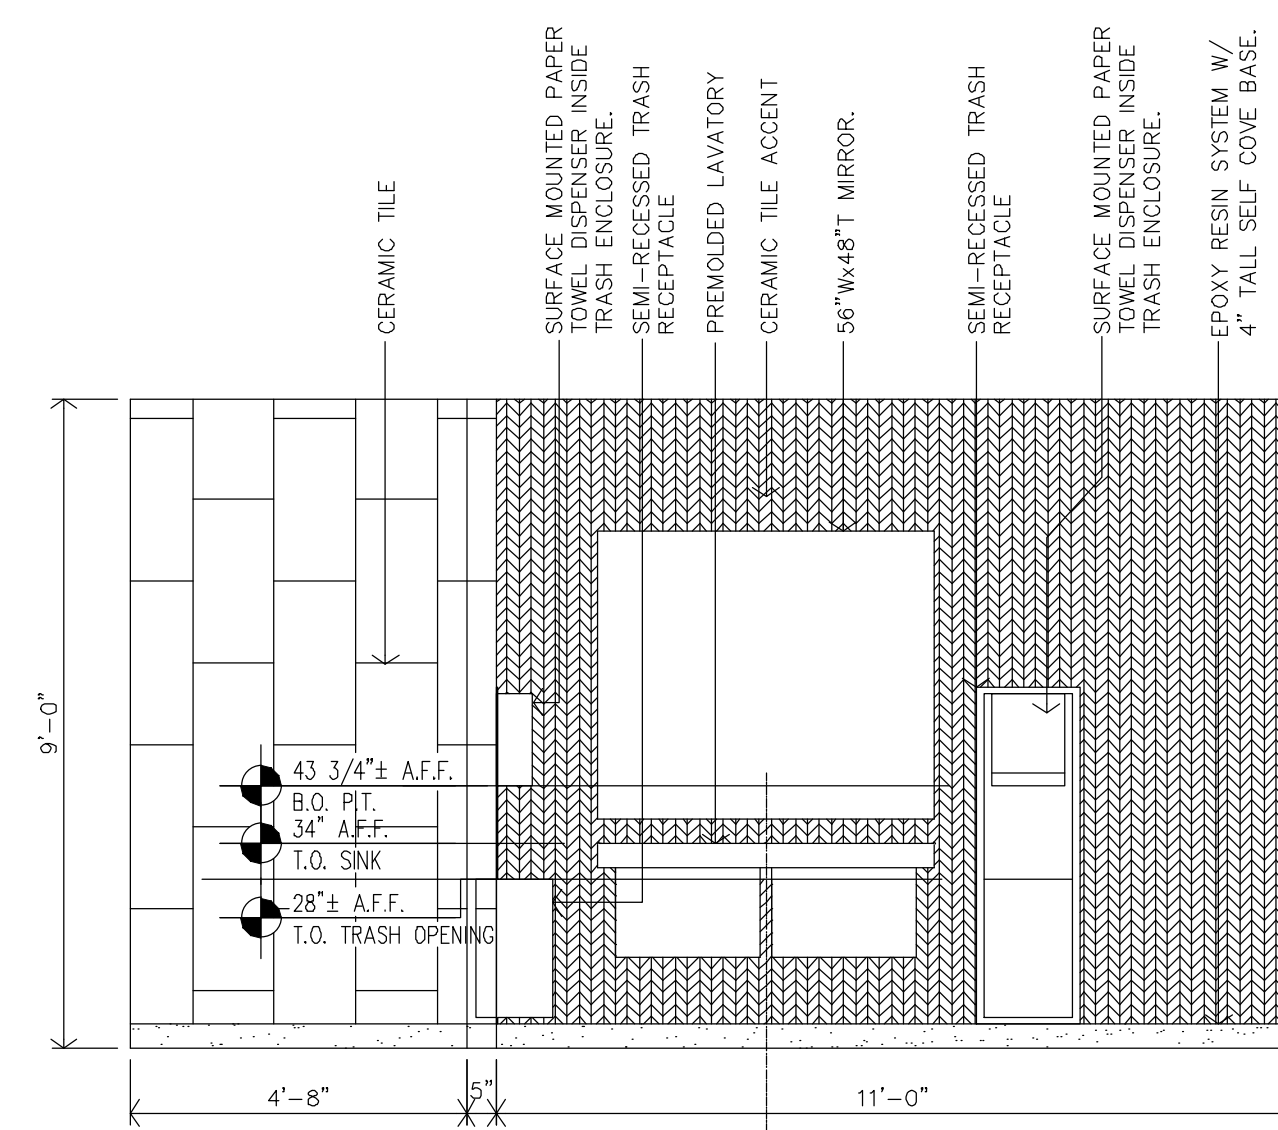 CERAMIC TILE
SURFACE MOUNTED PAPER
TOWEL DISPENSER INSIDE
TRASH ENCLOSURE.
SEMI-RECESSED TRASH
RECEPTACLE
PREMOLDED LAVATORY
CERAMIC TILE ACCENT
56"Wx48"T MIRROR.
SEMI-RECESSED TRASH
RECEPTACLE
SURFACE MOUNTED PAPER
TOWEL DISPENSER INSIDE
TRASH ENCLOSURE.
EPOXY RESIN SYSTEM W/
4" TALL SELF COVE BASE.
9'-0"
43 3/4"± A.F.F.
B.O. P.T.
34" A.F.F.
T.O. SINK
28"± A.F.F.
T.O. TRASH OPENING
4'-8"
5"
11'-0"